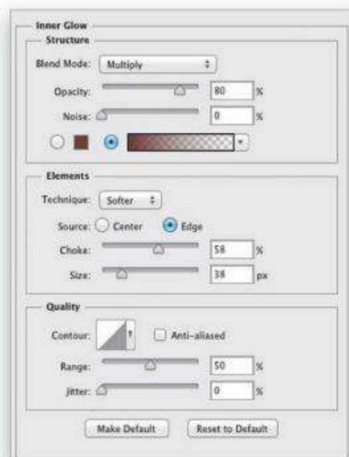 Inner Glow
Structure
Blend Mode: Multiply
Opacity: 80 %
Noise: 0 %
Elements
Technique: Softer
Source: Center Edge
Choke: 58 %
Size: 38 px
Quality
Contour: Anti-aliased
Range: 50 %
Jitter: 0 %
Make Default Reset to Default